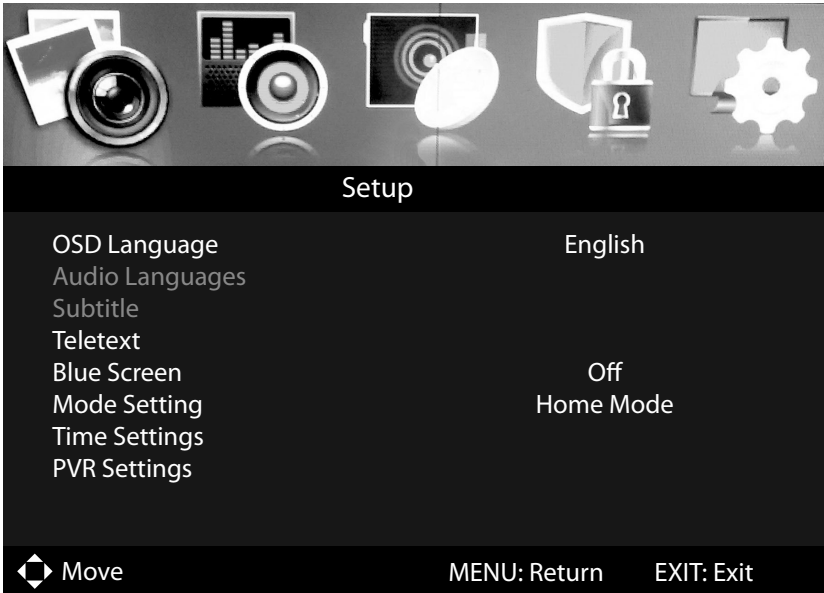 Setup
OSD Language English
Audio Languages
Subtitle
Teletext
Blue Screen Off
Mode Setting Home Mode
Time Settings
PVR Settings
Move MENU: Return EXIT: Exit